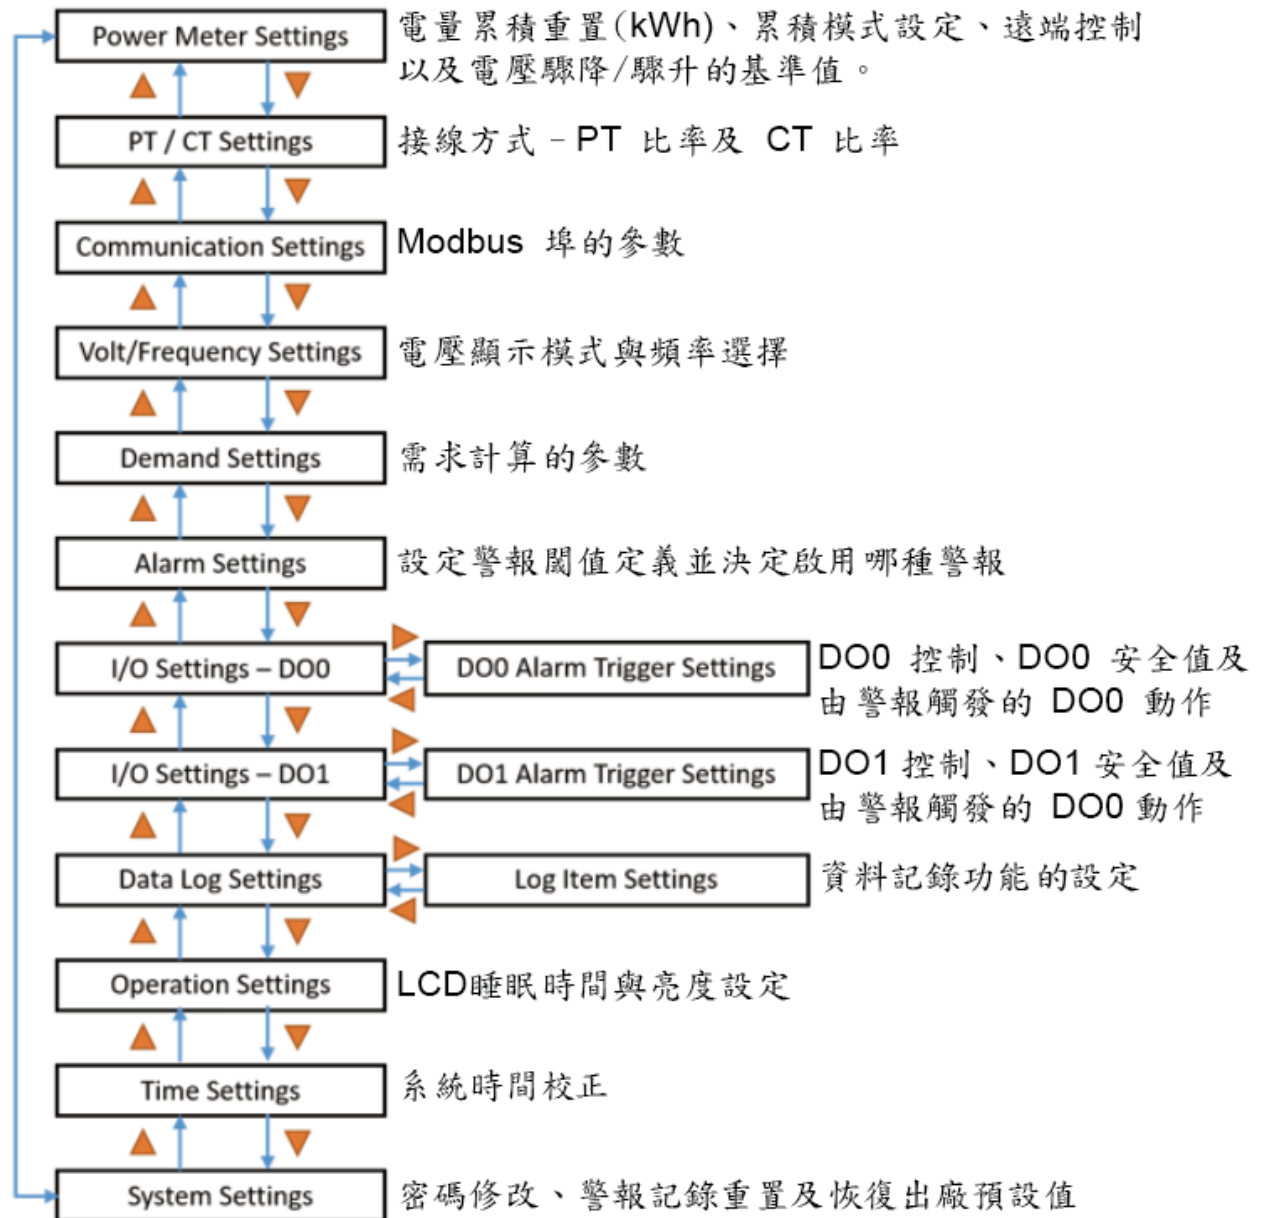 Power Meter Settings
電量累積重置(kWh)、累積模式設定、遠端控制
以及電壓驟降/驟升的基準值。
PT / CT Settings
接線方式 – PT 比率及 CT 比率
Communication Settings
Modbus 埠的參數
Volt/Frequency Settings
電壓顯示模式與頻率選擇
Demand Settings
需求計算的參數
Alarm Settings
設定警報閾值定義並決定啟用哪種警報
I/O Settings – DO0
DO0 Alarm Trigger Settings
DO0 控制、DO0 安全值及
由警報觸發的 DO0 動作
I/O Settings – DO1
DO1 Alarm Trigger Settings
DO1 控制、DO1 安全值及
由警報觸發的 DO0 動作
Data Log Settings
Log Item Settings
資料記錄功能的設定
Operation Settings
LCD睡眠時間與亮度設定
Time Settings
系統時間校正
System Settings
密碼修改、警報記錄重置及恢復出廠預設值